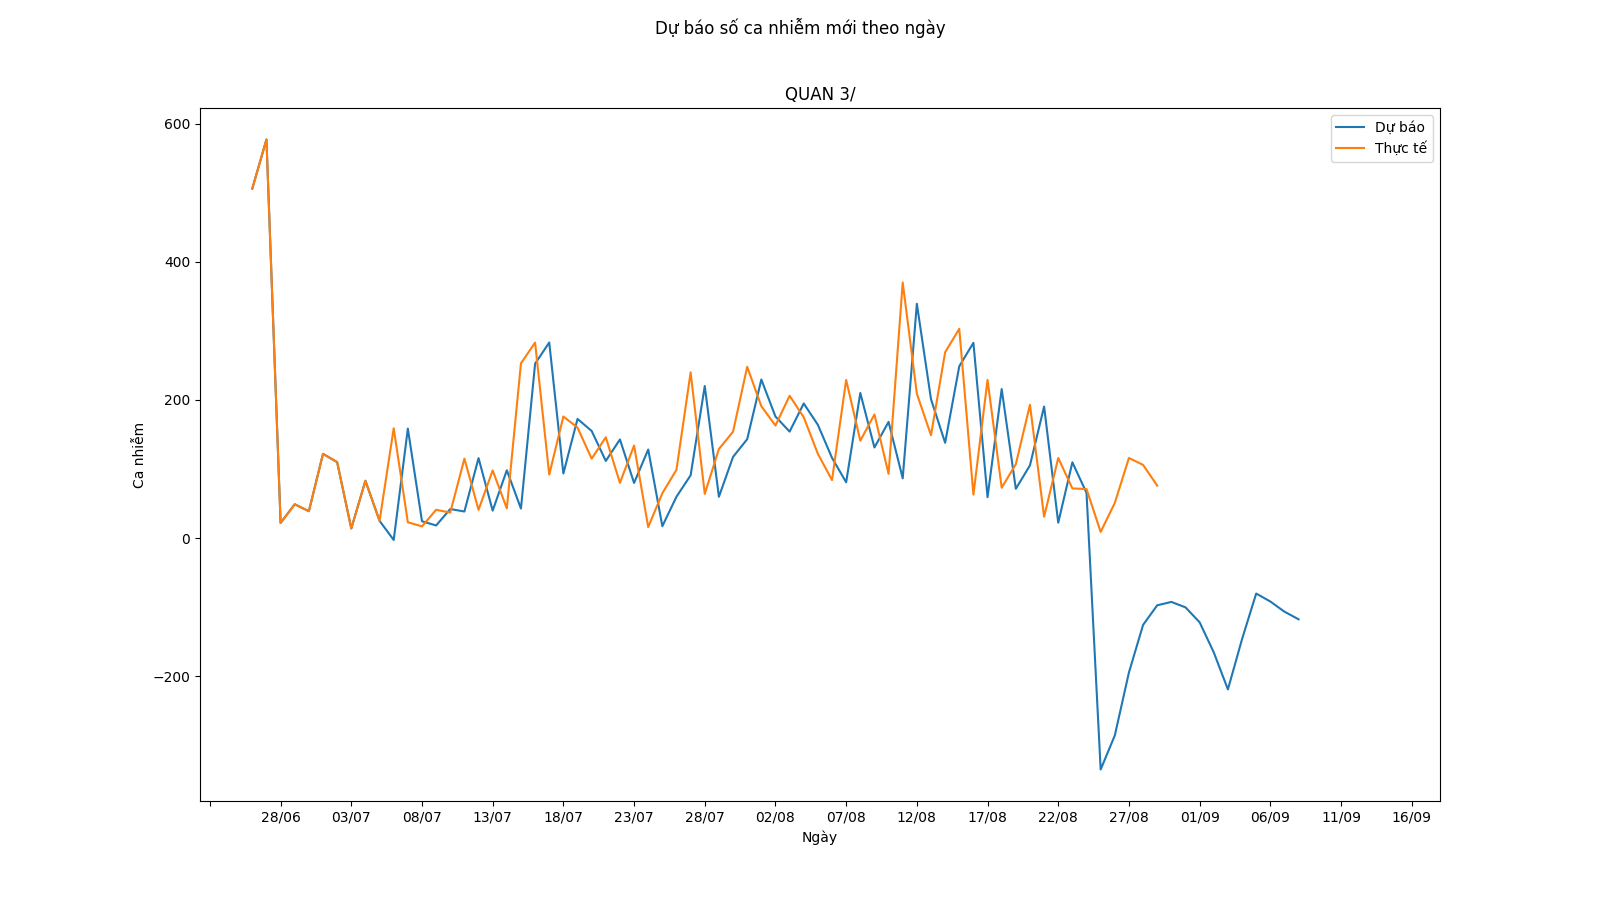 Dự báo số ca nhiễm mới theo ngày
QUAN 3/
Dự báo
Thực tế
600
400
200
0
−200
Ca nhiễm
28/06 03/07 08/07 13/07 18/07 23/07 28/07 02/08 07/08 12/08 17/08 22/08 27/08 01/09 06/09 11/09 16/09
Ngày